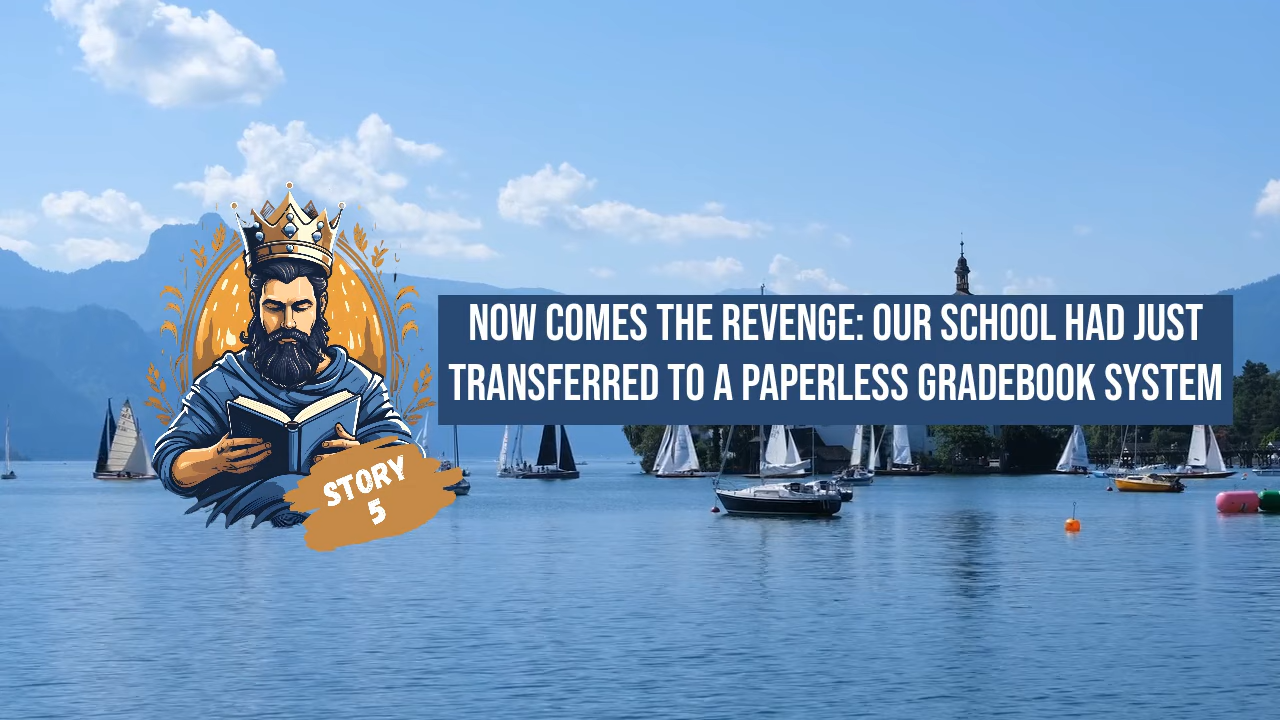 NOW COMES THE REVENGE: OUR SCHOOL HAD JUST
TRANSFERRED TO A PAPERLESS GRADEBOOK SYSTEM
STORY
5